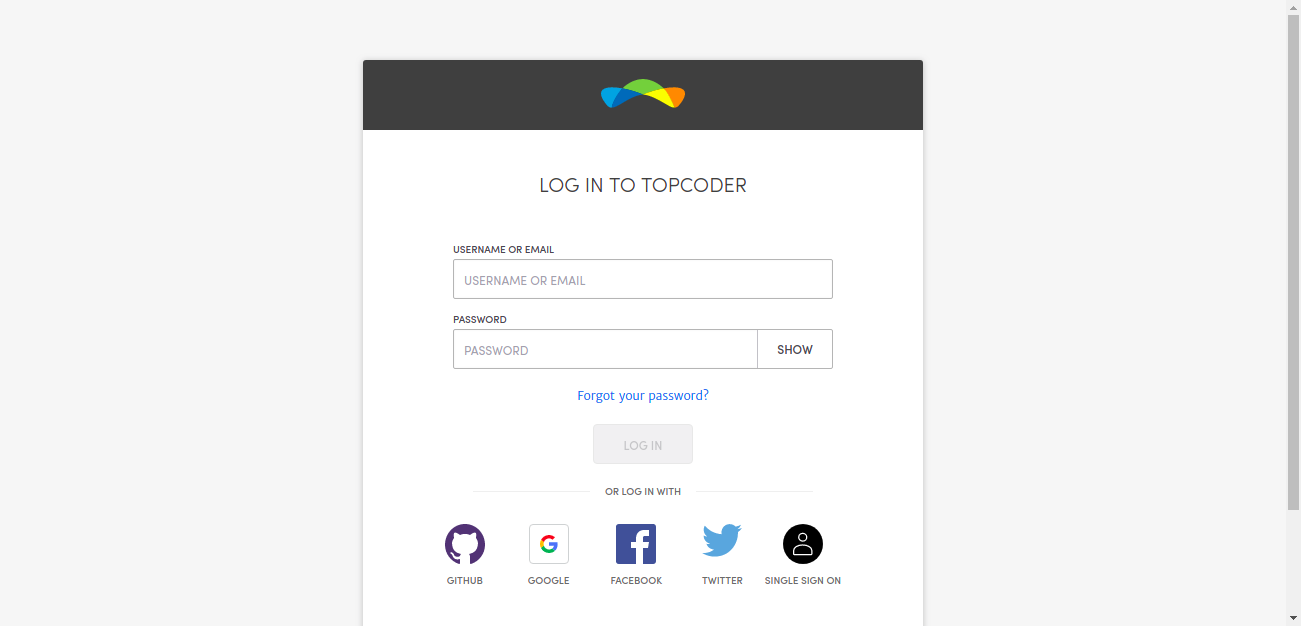 LOG IN TO TOPCODER
USERNAME OR EMAIL
USERNAME OR EMAIL
PASSWORD
PASSWORD SHOW
Forgot your password?
LOG IN
OR LOG IN WITH
GITHUB GOOGLE FACEBOOK TWITTER SINGLE SIGN ON